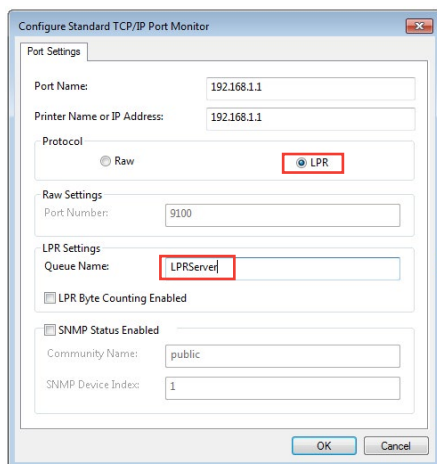 Configure Standard TCP/IP Port Monitor
Port Settings
Port Name: 192.168.1.1
Printer Name or IP Address: 192.168.1.1
Protocol
Raw LPR
Raw Settings
Port Number: 9100
LPR Settings
Queue Name: LPRServer
LPR Byte Counting Enabled
SNMP Status Enabled
Community Name: public
SNMP Device Index: 1
OK Cancel